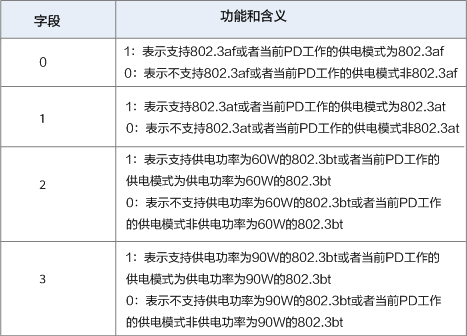 字段
功能和含义
0
1：表示支持802.3af或者当前PD工作的供电模式为802.3af
0：表示不支持802.3af或者当前PD工作的供电模式非802.3af
1
1：表示支持802.3at或者当前PD工作的供电模式为802.3at
0：表示不支持802.3at或者当前PD工作的供电模式非802.3at
2
1：表示支持供电功率为60W的802.3bt或者当前PD工作的
供电模式为供电功率为60W的802.3bt
0：表示不支持供电功率为60W的802.3bt或者当前PD工作
的供电模式非供电功率为60W的802.3bt
3
1：表示支持供电功率为90W的802.3bt或者当前PD工作的
供电模式为供电功率为90W的802.3bt
0：表示不支持供电功率为90W的802.3bt或者当前PD工作
的供电模式非供电功率为90W的802.3bt